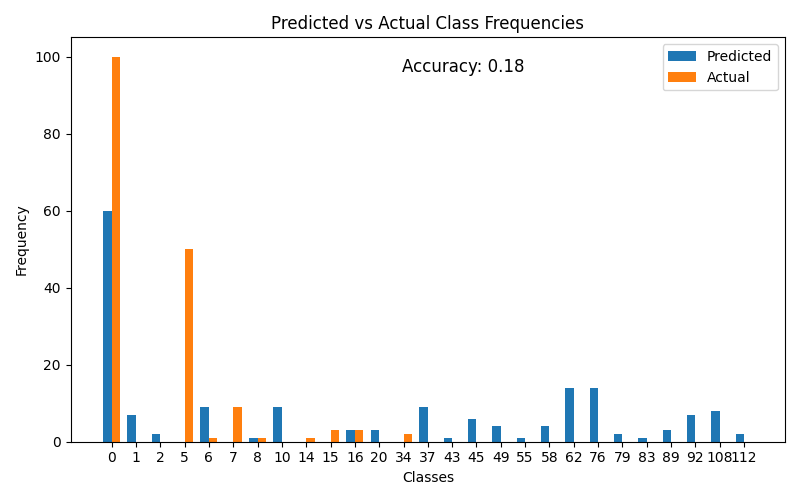 Predicted vs Actual Class Frequencies
Accuracy: 0.18
Predicted
Actual
100
80
60
40
20
0
Frequency
0 1 2 5 6 7 8 10 14 15 16 20 34 37 43 45 49 55 58 62 76 79 83 89 92 108 112
Classes